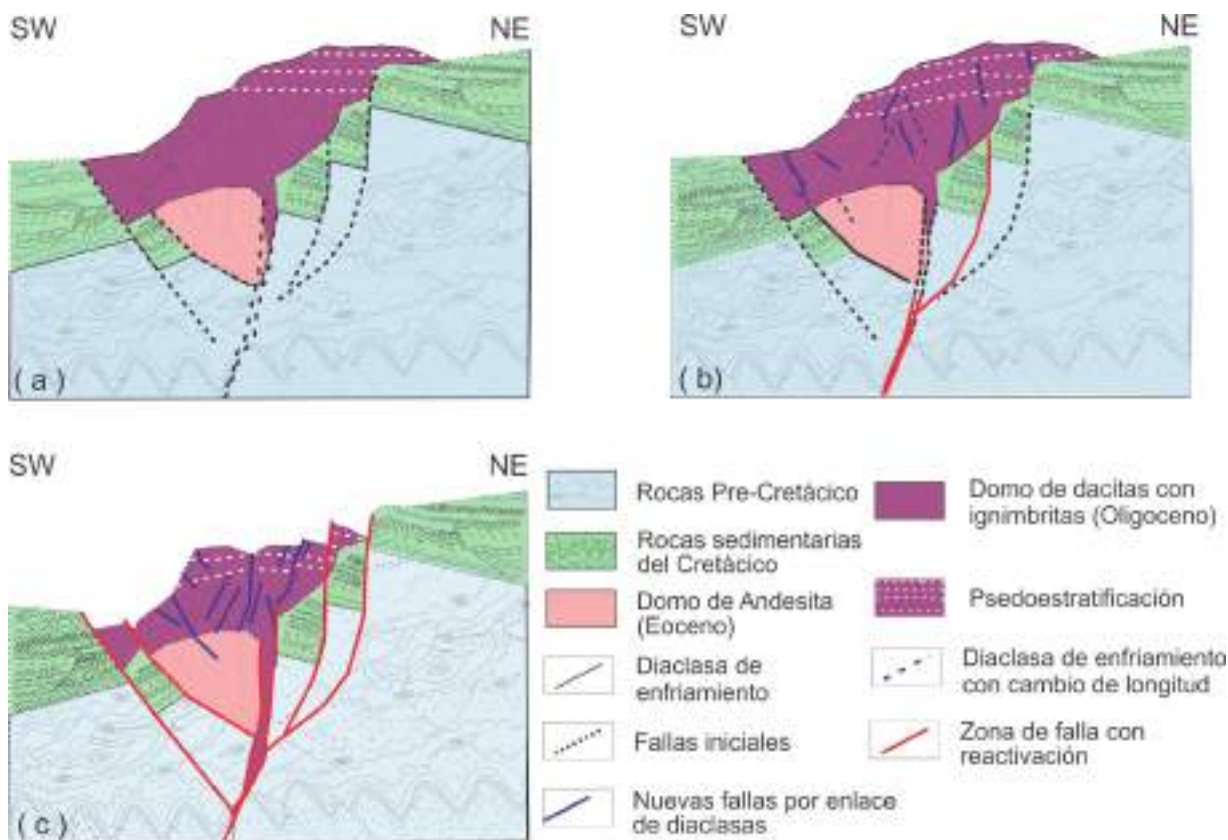 SW NE
( a )
SW NE
( b )
SW NE
( c )
Rocas Pre-Cretácico
Rocas sedimentarias
del Cretácico
Domo de Andesita
(Eoceno)
Diaclasa de
enfriamiento
Fallas iniciales
Nuevas fallas por enlace
de diaclasas
Domo de dacitas con
ignimbritas (Oligoceno)
Psedoestratificación
Diaclasa de enfriamiento
con cambio de longitud
Zona de falla con
reactivación